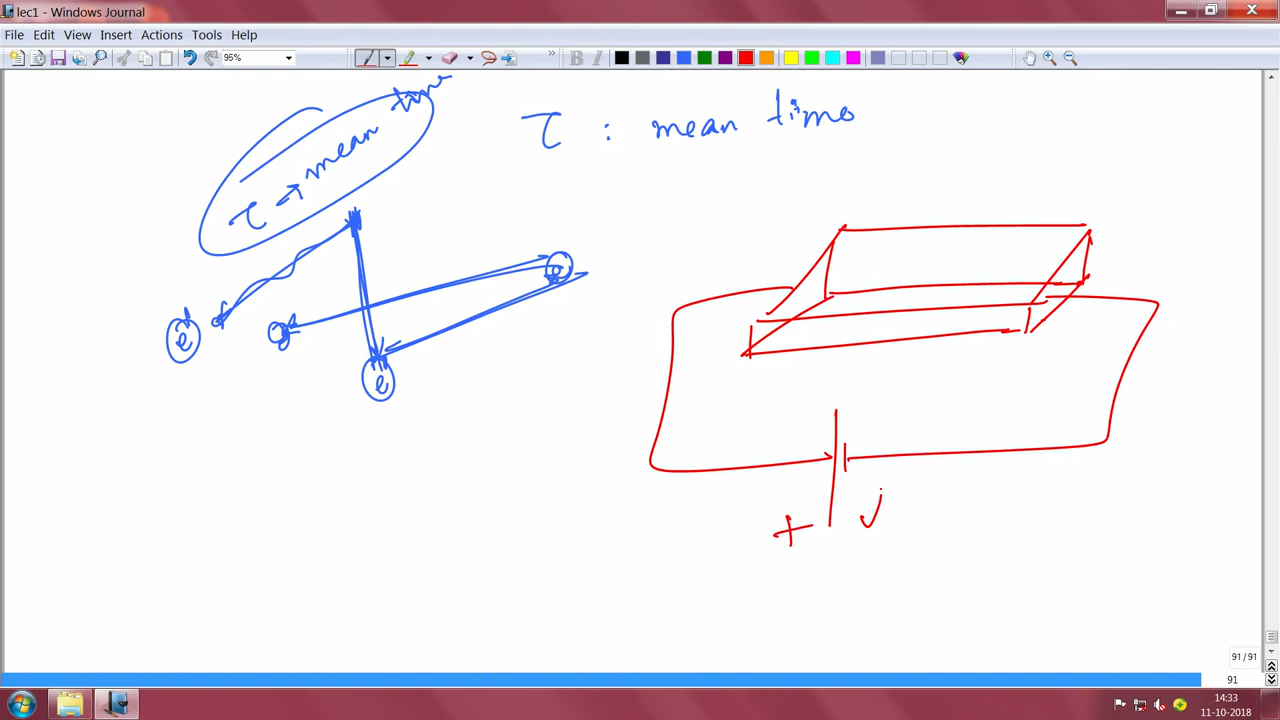 lec1 - Windows Journal
File Edit View Insert Actions Tools Help
95%
τ → mean time
τ : mean time
e
e
+
91 / 91
91
14:33
11-10-2018